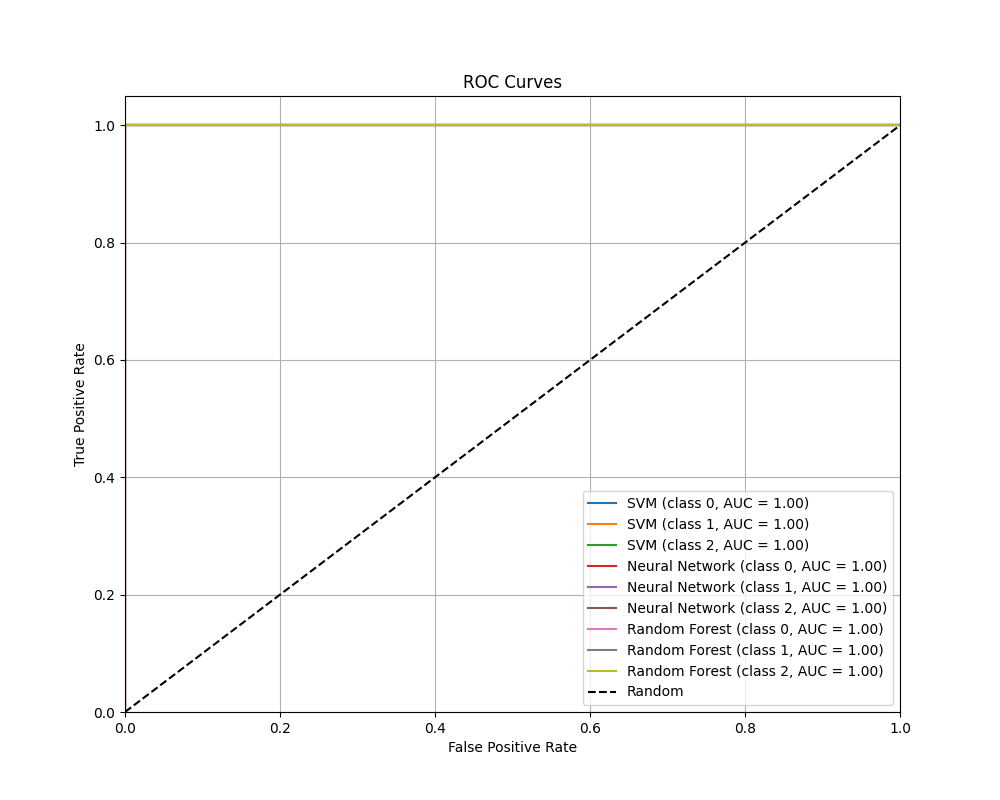 ROC Curves
1.0
0.8
0.6
0.4
0.2
0.0
True Positive Rate
SVM (class 0, AUC = 1.00)
SVM (class 1, AUC = 1.00)
SVM (class 2, AUC = 1.00)
Neural Network (class 0, AUC = 1.00)
Neural Network (class 1, AUC = 1.00)
Neural Network (class 2, AUC = 1.00)
Random Forest (class 0, AUC = 1.00)
Random Forest (class 1, AUC = 1.00)
Random Forest (class 2, AUC = 1.00)
Random
0.0 0.2 0.4 0.6 0.8 1.0
False Positive Rate